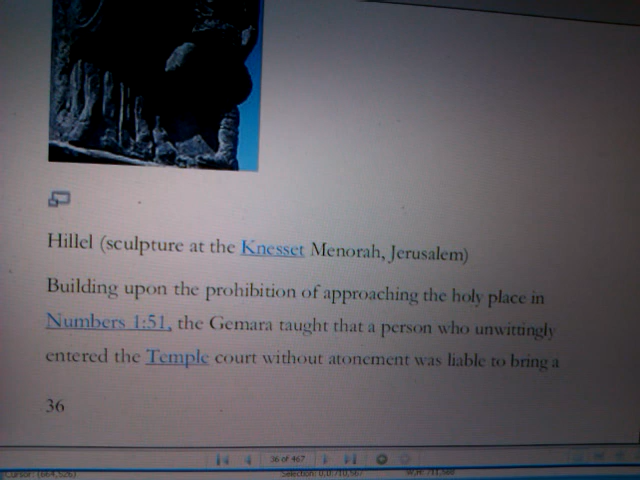 Hillel (sculpture at the Knesset Menorah, Jerusalem)
Building upon the prohibition of approaching the holy place in
Numbers 1:51, the Gemara taught that a person who unwittingly
entered the Temple court without atonement was liable to bring a
36
36 of 467